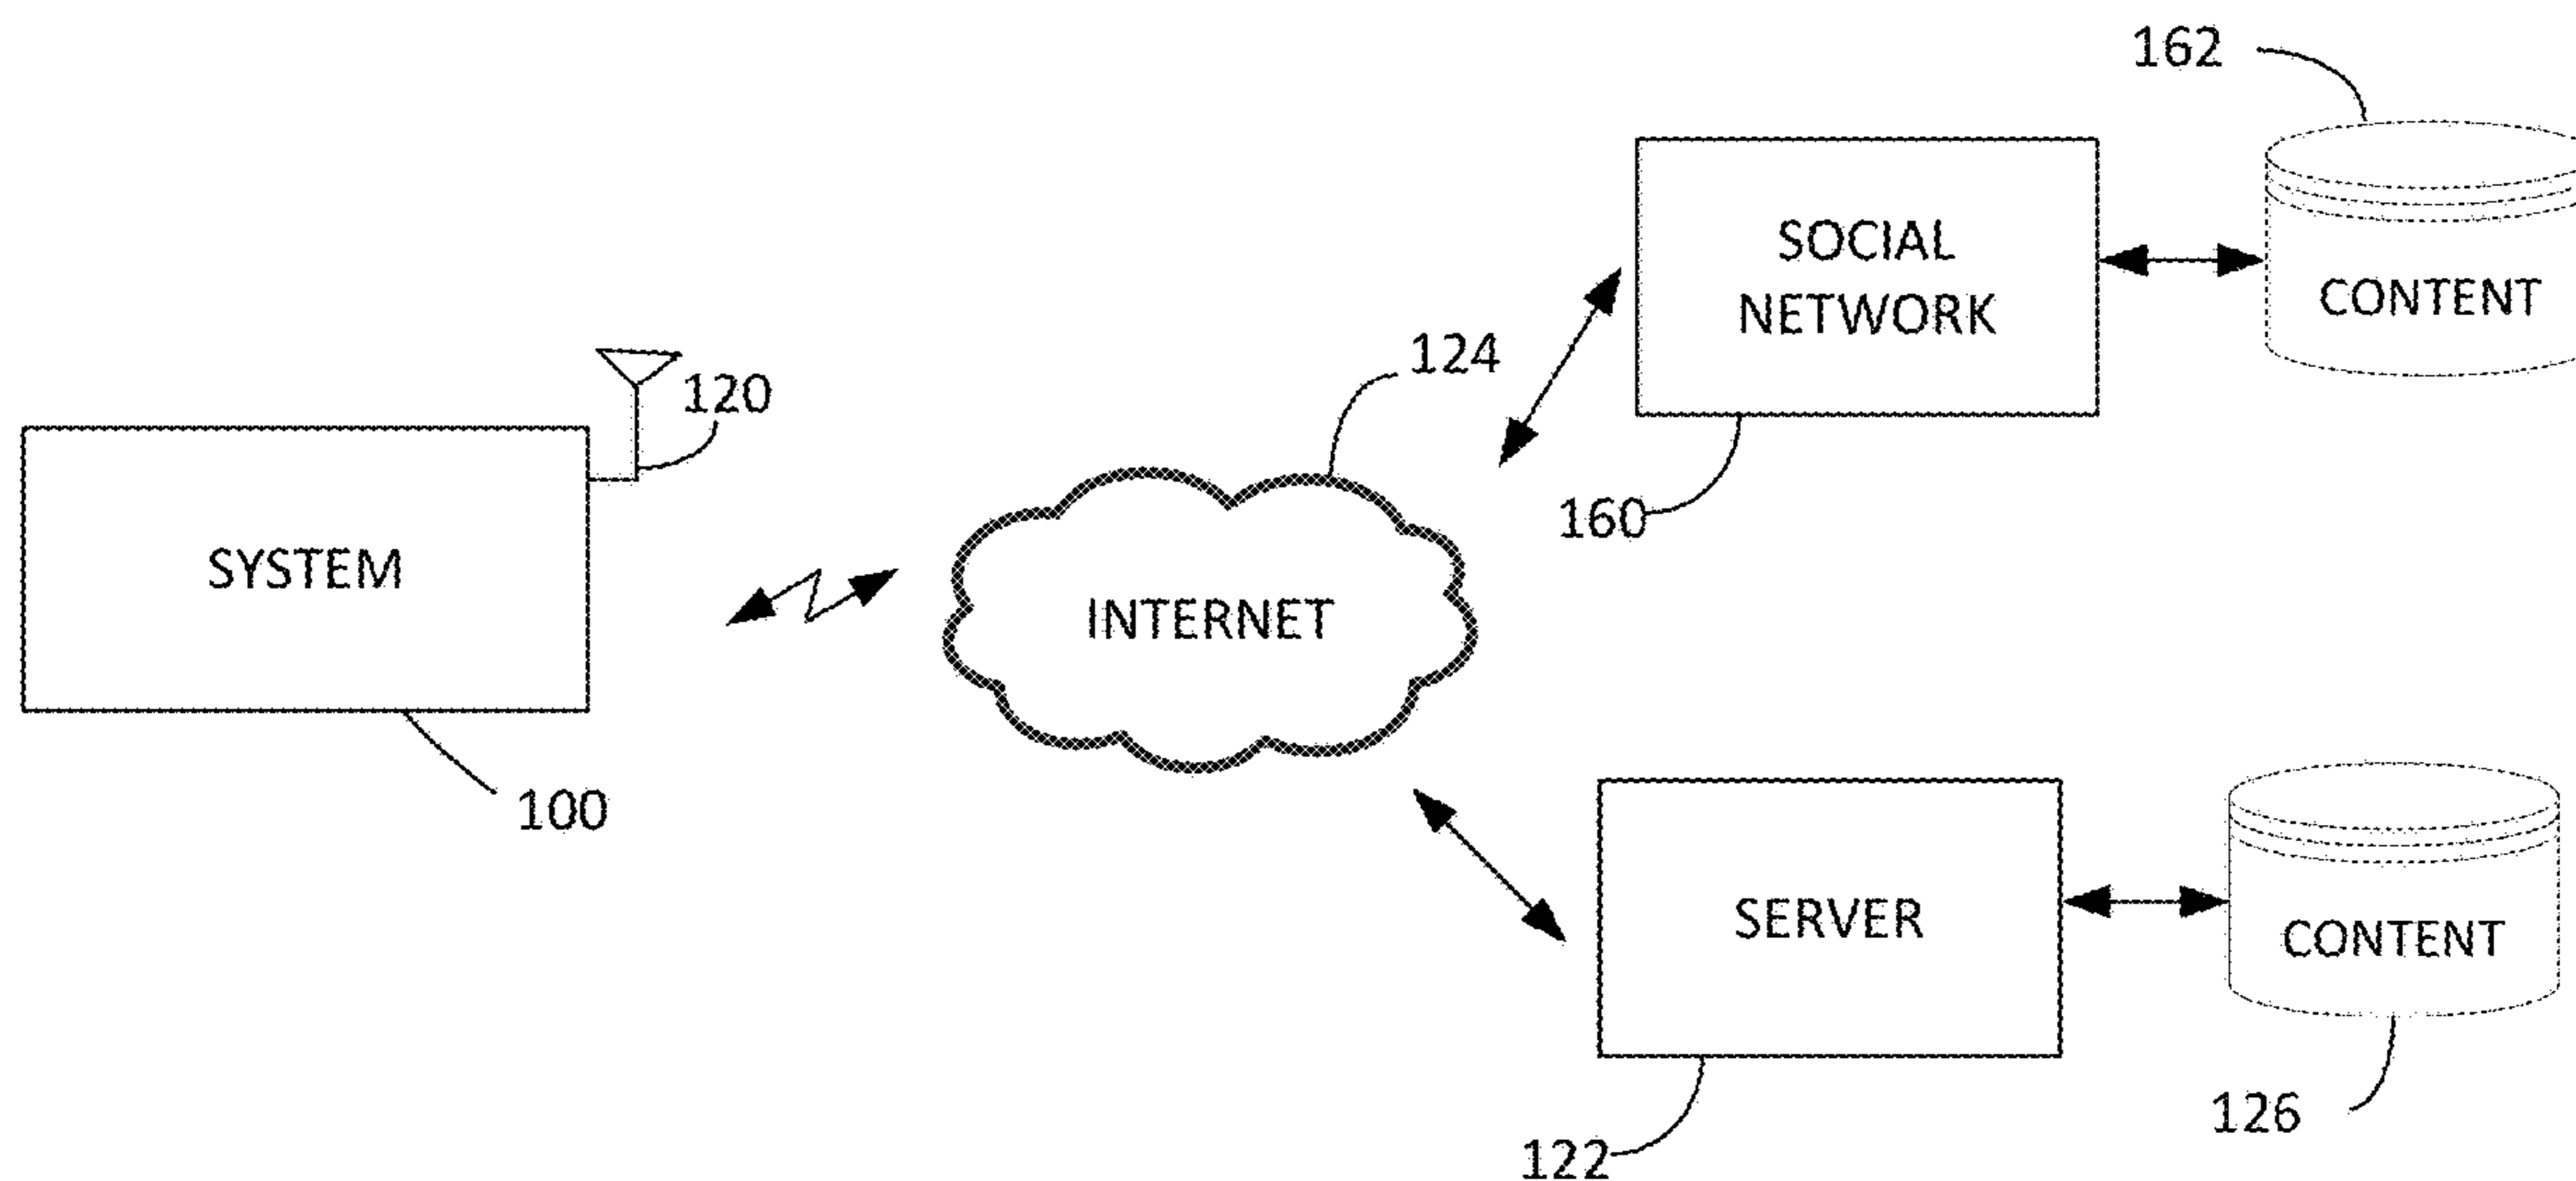 162
SOCIAL
NETWORK
CONTENT
124
120
160
SYSTEM
INTERNET
100
SERVER
CONTENT
126
122